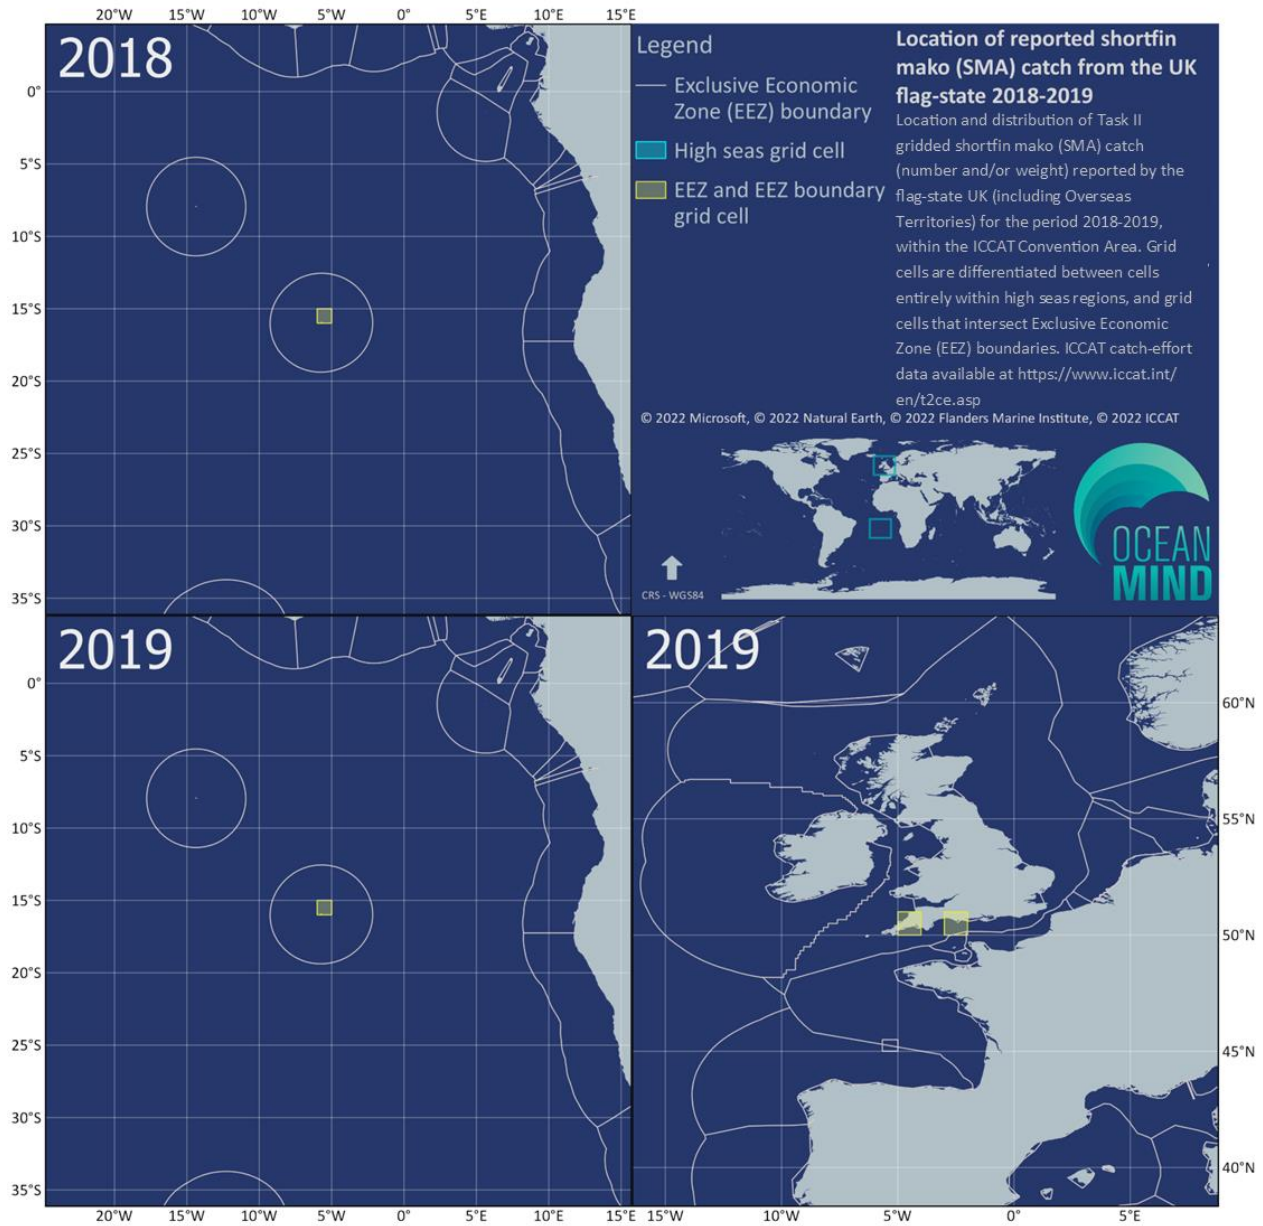 20°W 15°W 10°W 5°W 0° 5°E 10°E 15°E
2018
0°
5°S
10°S
15°S
20°S
25°S
30°S
35°S
Legend
Exclusive Economic
Zone (EEZ) boundary
High seas grid cell
EEZ and EEZ boundary
grid cell
Location of reported shortfin
mako (SMA) catch from the UK
flag-state 2018-2019
Location and distribution of Task II
gridded shortfin mako (SMA) catch
(number and/or weight) reported by the
flag-state UK (including Overseas
Territories) for the period 2018-2019,
within the ICCAT Convention Area. Grid
cells are differentiated between cells
entirely within high seas regions, and grid
cells that intersect Exclusive Economic
Zone (EEZ) boundaries. ICCAT catch-effort
data available at https://www.iccat.int/
en/t2ce.asp
© 2022 Microsoft, © 2022 Natural Earth, © 2022 Flanders Marine Institute, © 2022 ICCAT
CRS - WGS84
OCEAN
MIND
2019
0°
5°S
10°S
15°S
20°S
25°S
30°S
35°S
20°W 15°W 10°W 5°W 0° 5°E 10°E 15°E
2019
60°N
55°N
50°N
45°N
40°N
15°W 10°W 5°W 0° 5°E